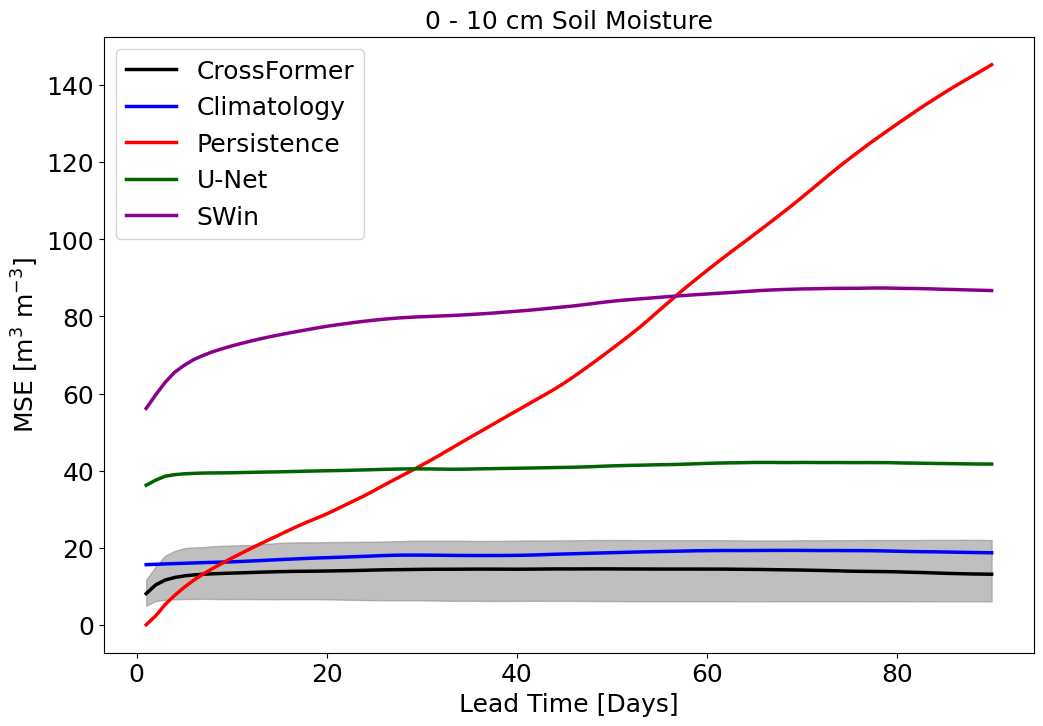 0 - 10 cm Soil Moisture
CrossFormer
Climatology
Persistence
U-Net
SWin
MSE [m³ m⁻³]
140
120
100
80
60
40
20
0
0 20 40 60 80
Lead Time [Days]